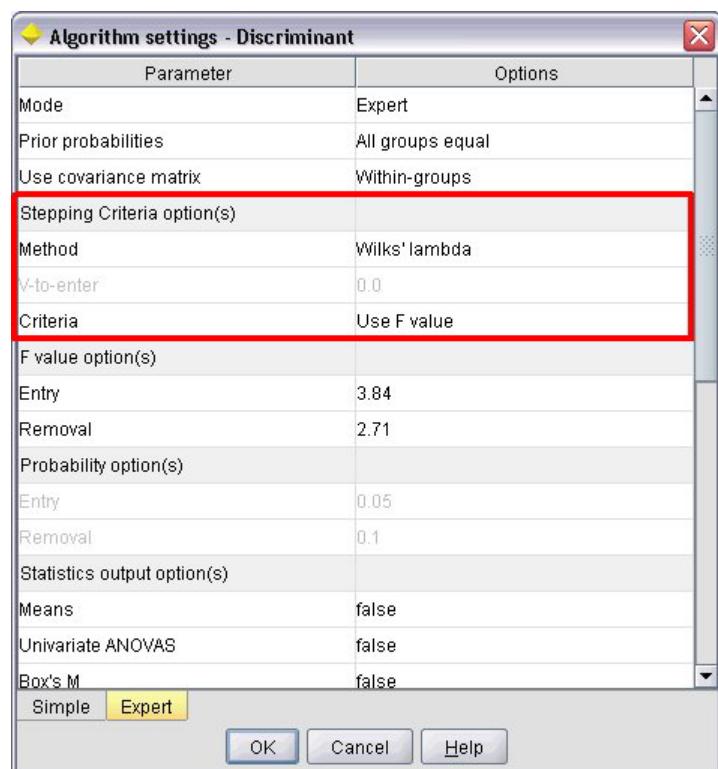 Algorithm settings - Discriminant
Parameter Options
Mode Expert
Prior probabilities All groups equal
Use covariance matrix Within-groups
Stepping Criteria option(s)
Method Wilks' lambda
V-to-enter 0.0
Criteria Use F value
F value option(s)
Entry 3.84
Removal 2.71
Probability option(s)
Entry 0.05
Removal 0.1
Statistics output option(s)
Means false
Univariate ANOVAS false
Box's M false
Simple Expert
OK Cancel Help